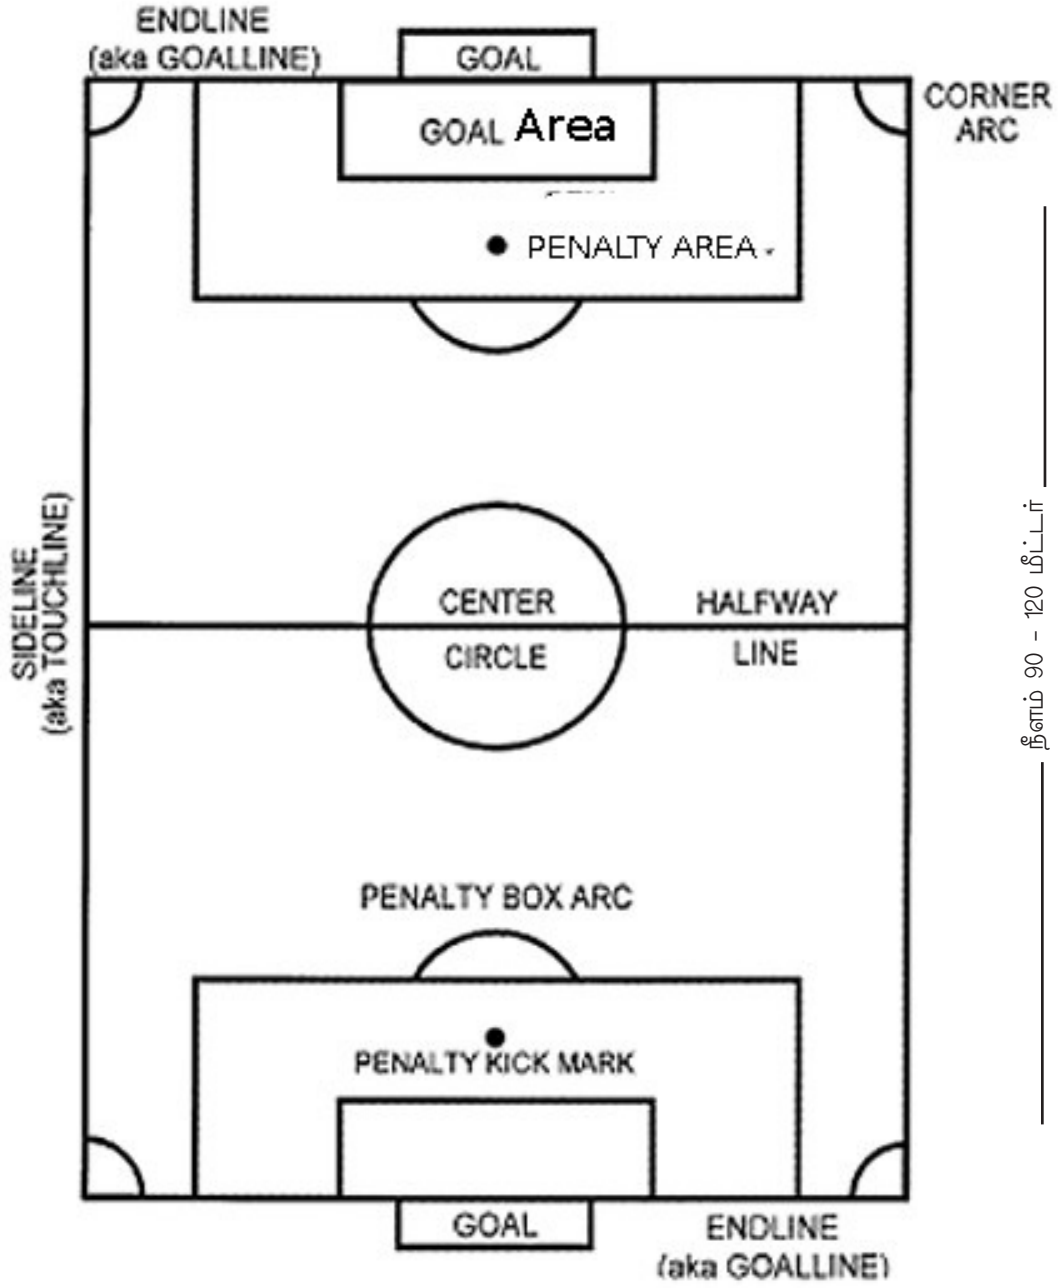 ENDLINE
(aka GOALLINE)
GOAL
CORNER
ARC
GOAL Area
PENALTY AREA
SIDELINE
(aka TOUCHLINE)
CENTER
CIRCLE
HALFWAY
LINE
நீளம் 90 - 120 மீட்டர்
PENALTY BOX ARC
PENALTY KICK MARK
GOAL
ENDLINE
(aka GOALLINE)